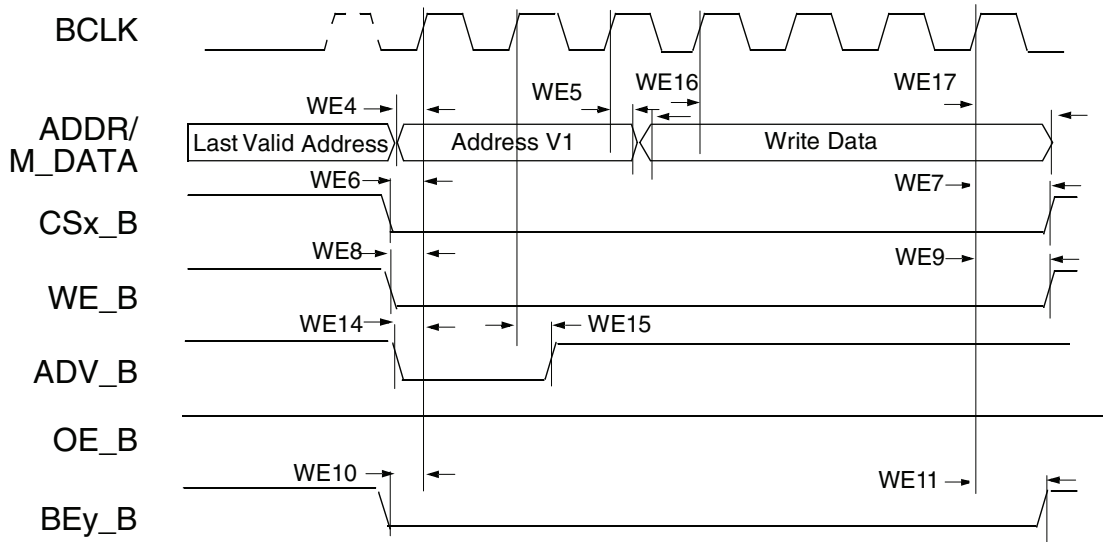 BCLK
WE4
WE5
WE16
WE17
ADDR/
M_DATA
Last Valid Address
Address V1
Write Data
WE6
WE7
CSx_B
WE8
WE9
WE_B
WE14
WE15
ADV_B
OE_B
WE10
WE11
BEy_B